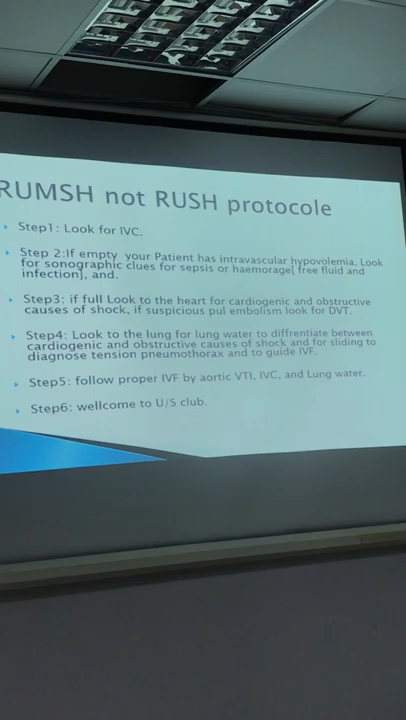 RUMSH not RUSH protocole
Step1: Look for IVC.
Step 2:If empty your Patient has intravascular hypovolemia, Look
for sonographic clues for sepsis or haemorage[ free fluid and
infection], and.
Step3: if full Look to the heart for cardiogenic and obstructive
causes of shock, if suspicious pul embolism look for DVT.
Step4: Look to the lung for lung water to diffrentiate between
cardiogenic and obstructive causes of shock and for sliding to
diagnose tension pneumothorax and to guide IVF.
Step5: follow proper IVF by aortic VTI, IVC, and Lung water.
Step6: wellcome to U/S club.